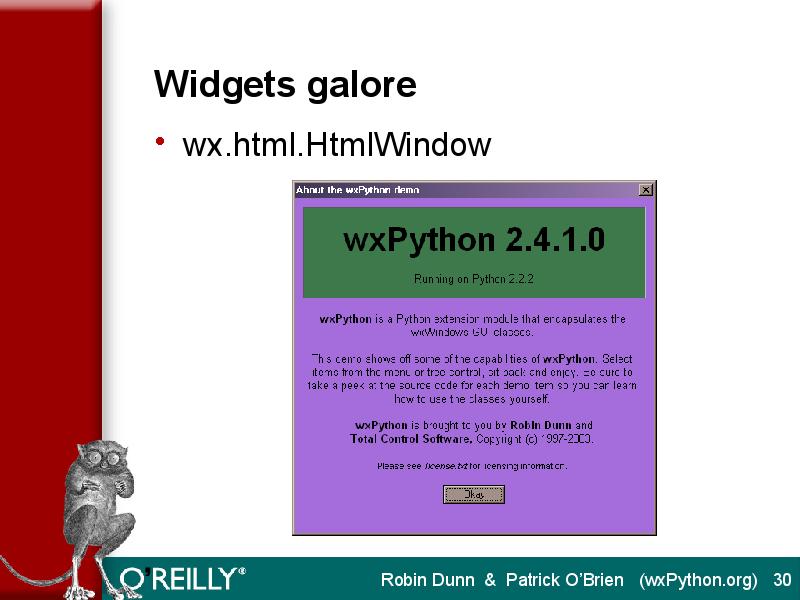 Widgets galore
• wx.html.HtmlWindow
About the wxPython demo
wxPython 2.4.1.0
Running on Python 2.2.2
wxPython is a Python extension module that encapsulates the
wxWindows GUI classes.
This demo shows off some of the capabilities of wxPython. Select
items from the menu or tree control, sit back and enjoy. Be sure to
take a peek at the source code for each demo item so you can learn
how to use the classes yourself.
wxPython is brought to you by Robin Dunn and
Total Control Software, Copyright (c) 1997-2003.
Please see license.txt for licensing information.
Okay
O'REILLY®
Robin Dunn & Patrick O'Brien (wxPython.org) 30